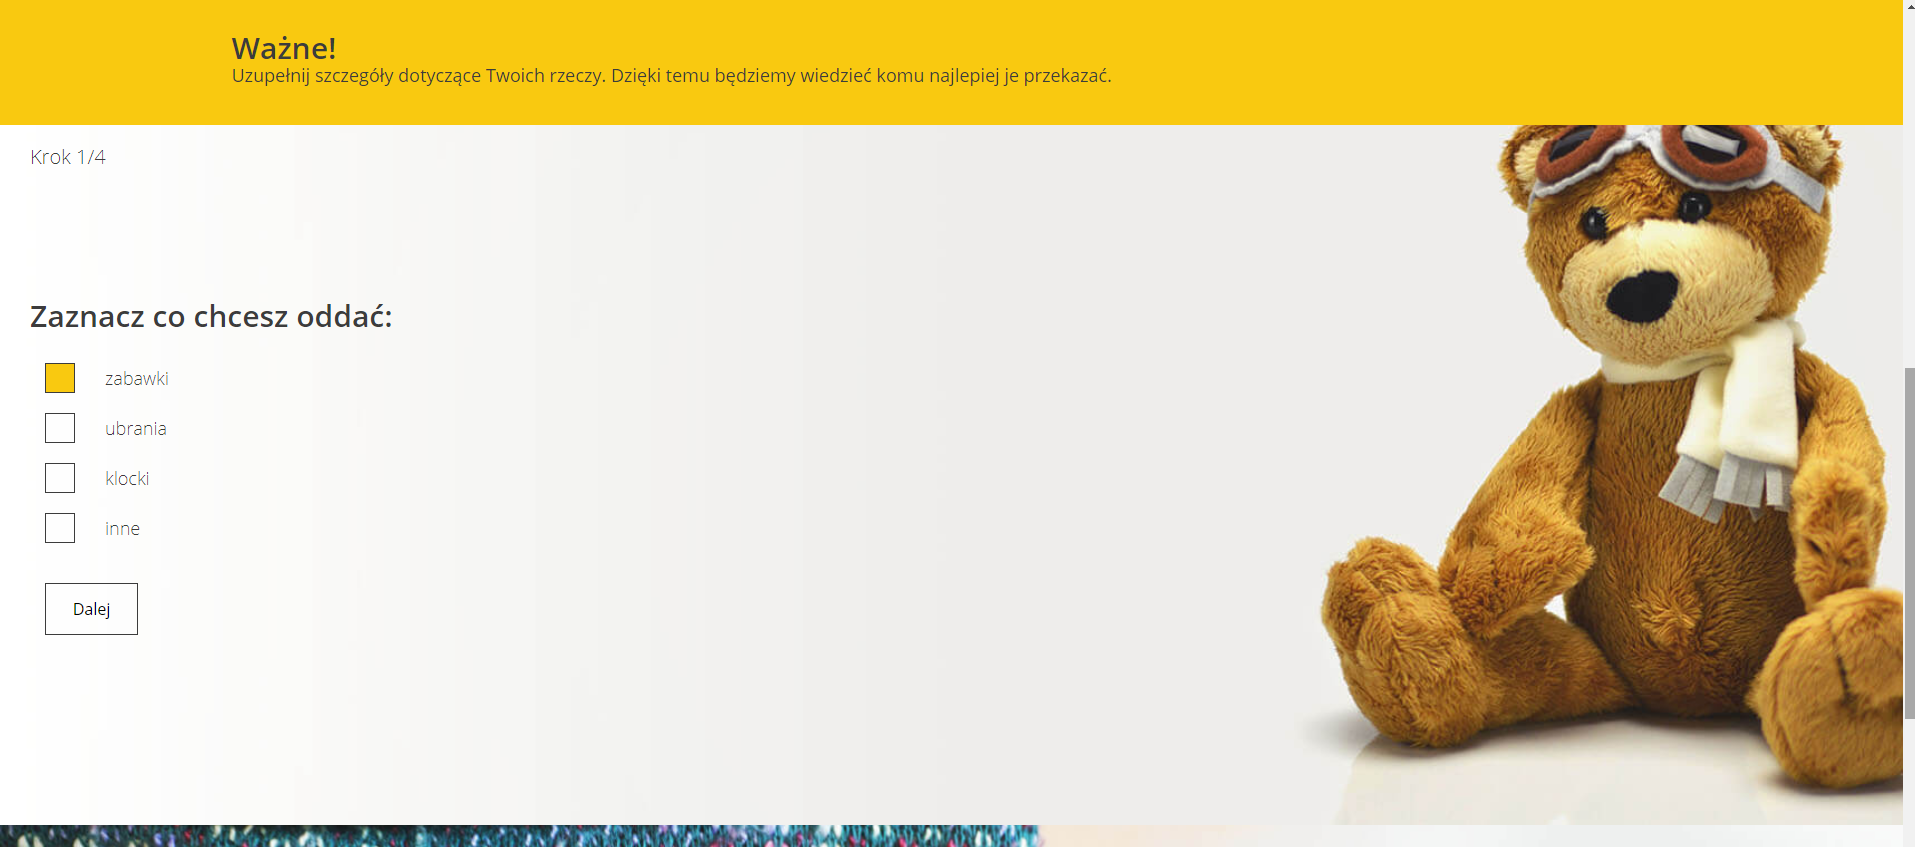 Ważne!
Uzupełnij szczegóły dotyczące Twoich rzeczy. Dzięki temu będziemy wiedzieć komu najlepiej je przekazać.
Krok 1/4
Zaznacz co chcesz oddać:
zabawki
ubrania
klocki
inne
Dalej